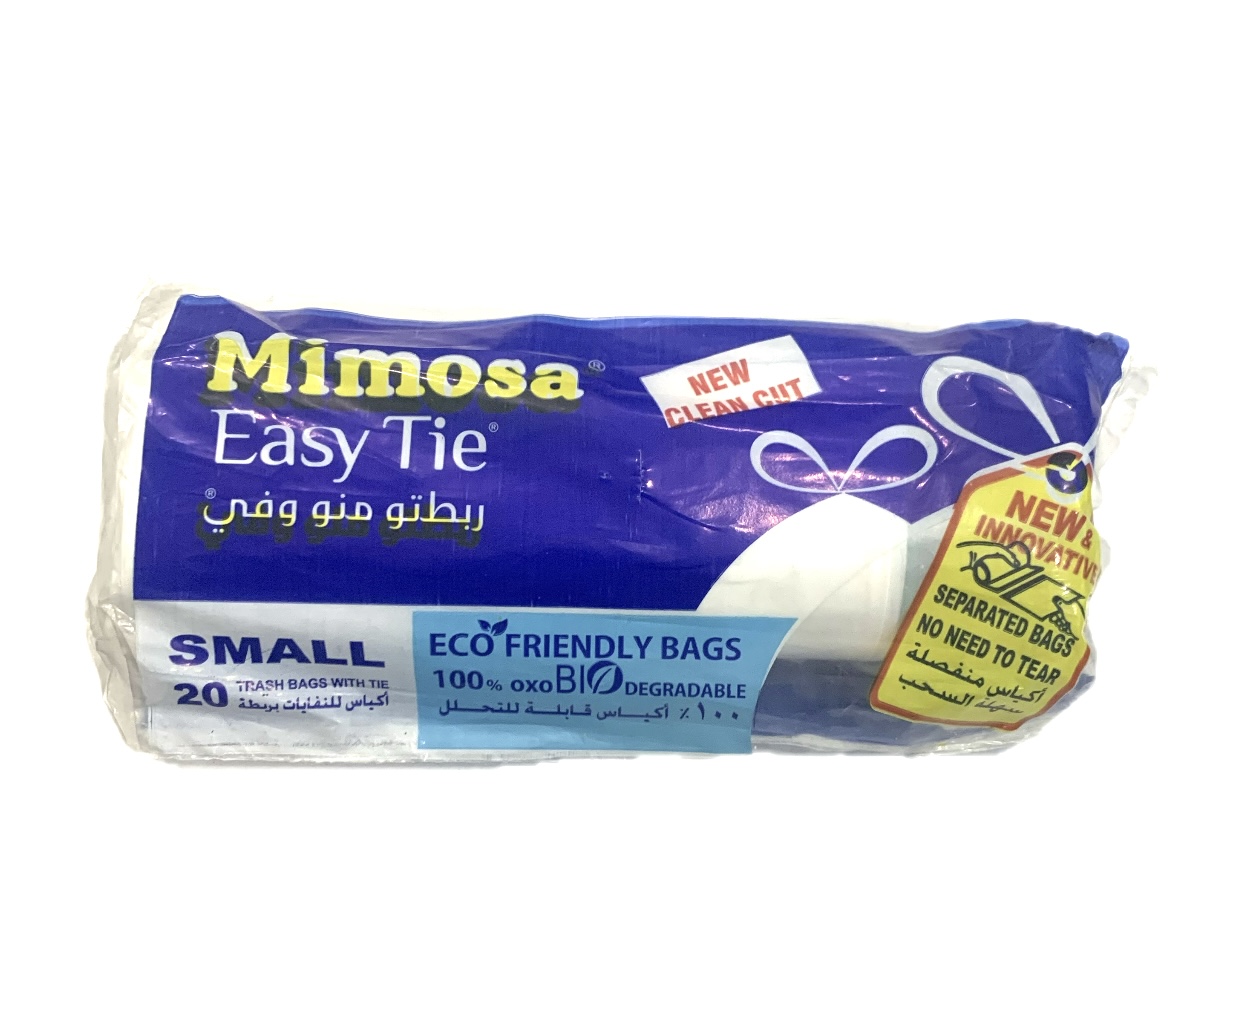 Mimosa®
Easy Tie®
ربطتو منو وفي®
NEW
CLEAN CUT
SMALL
20 TRASH BAGS WITH TIE
أكياس للنفايات بربطة
ECO FRIENDLY BAGS
100% oxo BIO DEGRADABLE
١٠٠ ٪ أكياس قابلة للتحلل
NEW &
INNOVATIVE
SEPARATED BAGS
NO NEED TO TEAR
أكياس منفصلة
سهلة السحب